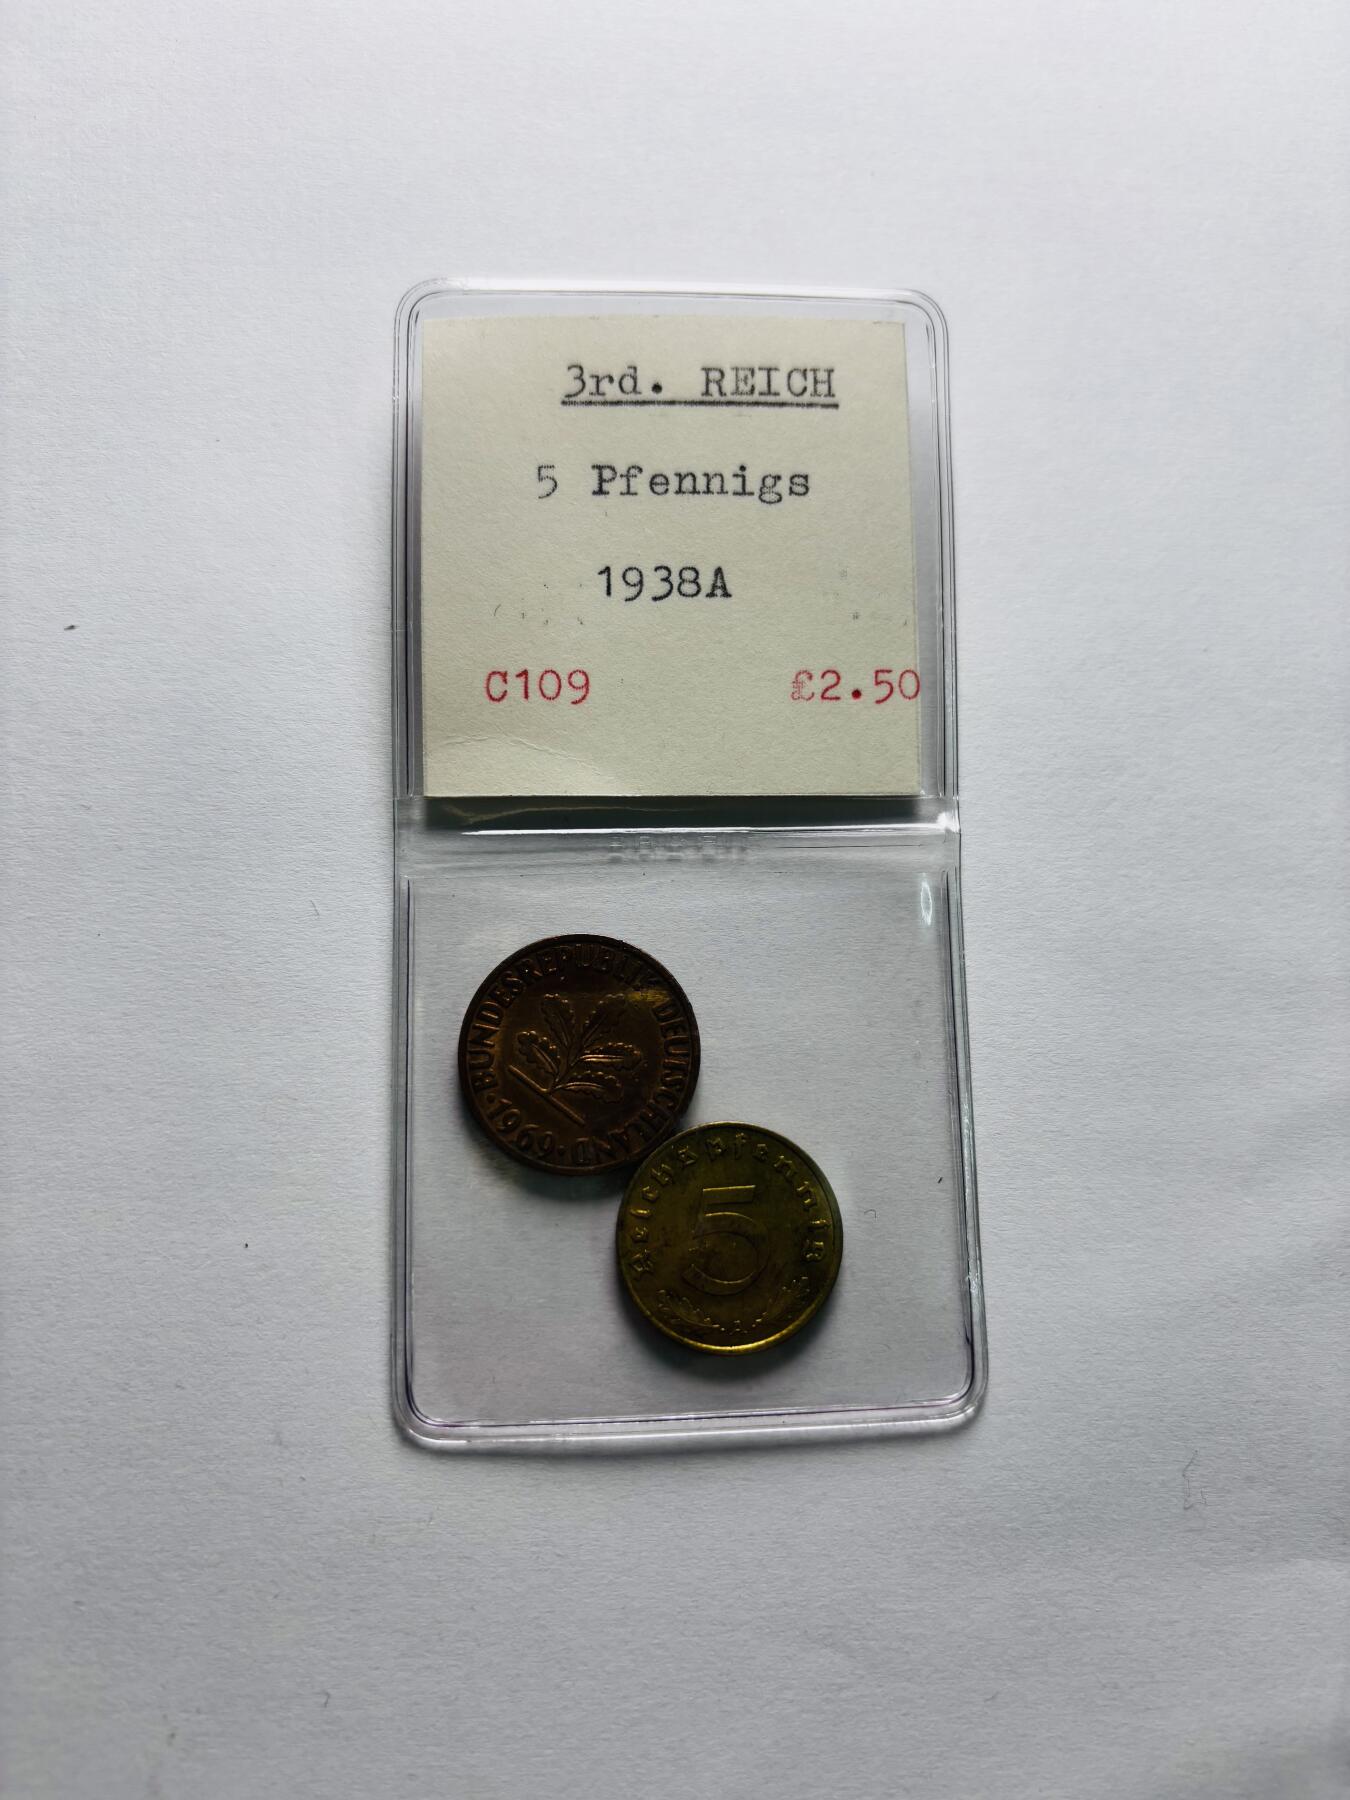 3rd. REICH
5 Pfennigs
1938A
C109 £2.50
BUNDESREPUBLIK DEUTSCHLAND
·1969·
Reichspfennig
5
A